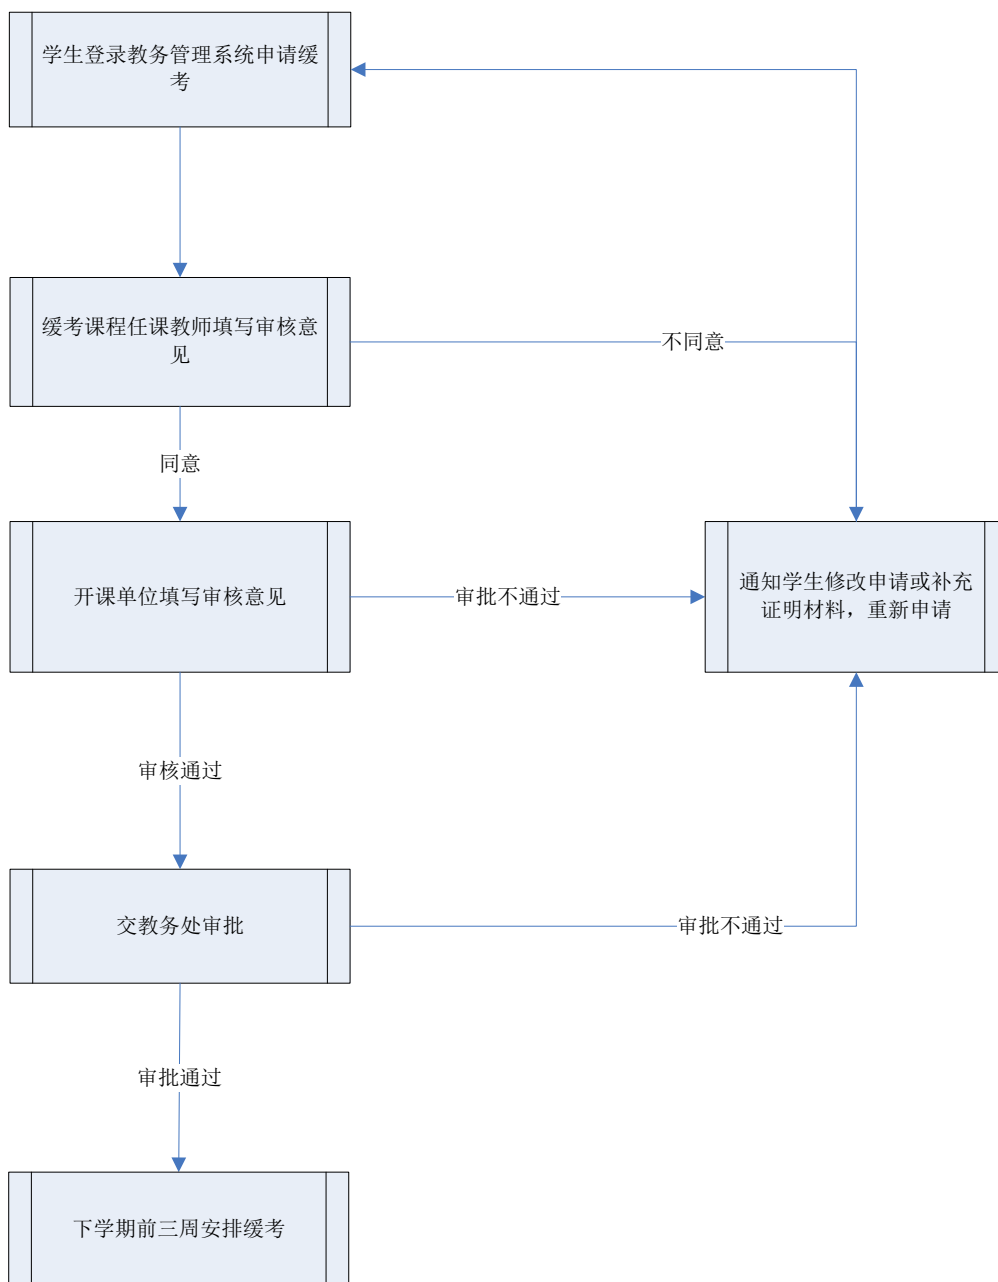 学生登录教务管理系统申请缓
考
缓考课程任课教师填写审核意
见
不同意
同意
开课单位填写审核意见
审批不通过
通知学生修改申请或补充
证明材料，重新申请
审核通过
交教务处审批
审批不通过
审批通过
下学期前三周安排缓考